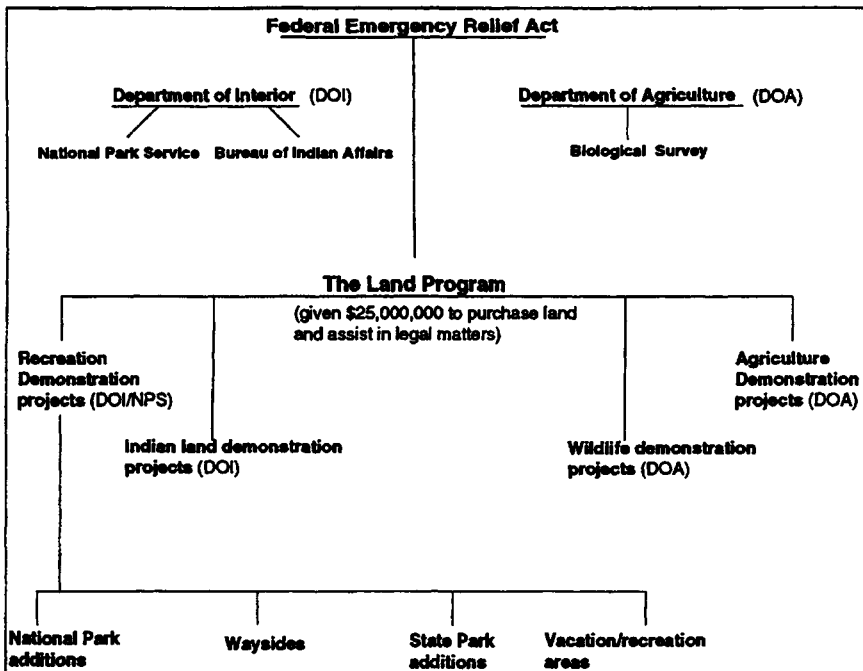 Federal Emergency Relief Act
Department of Interior (DOI)
Department of Agriculture (DOA)
National Park Service
Bureau of Indian Affairs
Biological Survey
The Land Program
(given $25,000,000 to purchase land
and assist in legal matters)
Recreation
Demonstration
projects (DOI/NPS)
Agriculture
Demonstration
projects (DOA)
Indian land demonstration
projects (DOI)
Wildlife demonstration
projects (DOA)
National Park
additions
Waysides
State Park
additions
Vacation/recreation
areas